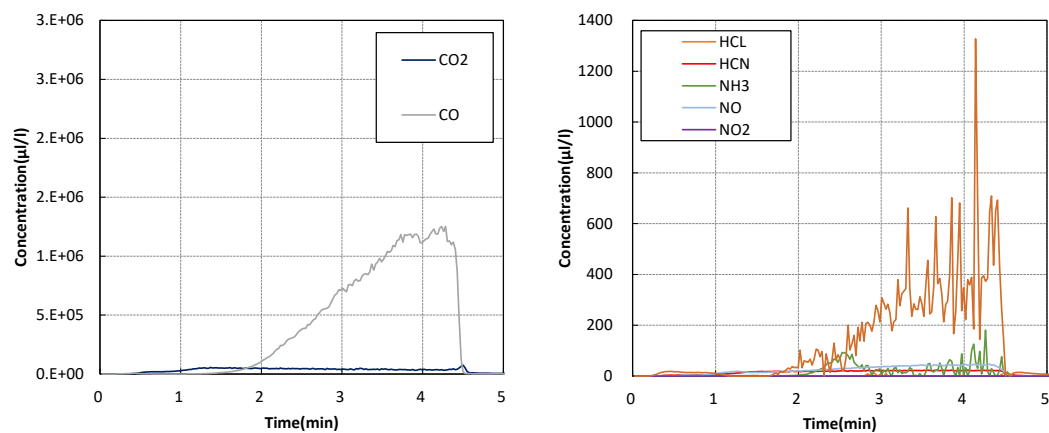 3.E+06
3.E+06
2.E+06
2.E+06
1.E+06
5.E+05
0.E+00
Concentration(μl/l)
0 1 2 3 4 5
Time(min)
CO2
CO
1400
1200
1000
800
600
400
200
0
Concentration(μl/l)
0 1 2 3 4 5
Time(min)
HCL
HCN
NH3
NO
NO2